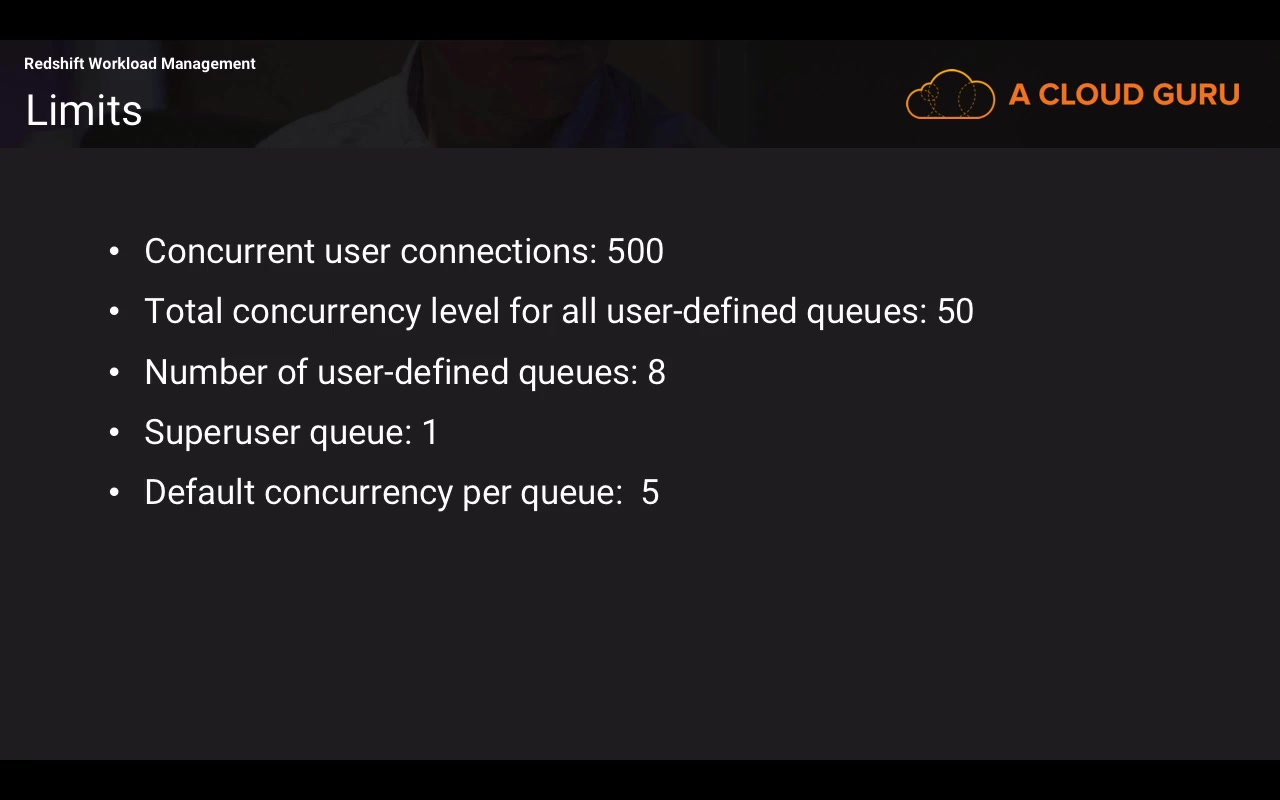 Redshift Workload Management
Limits
A CLOUD GURU
• Concurrent user connections: 500
• Total concurrency level for all user-defined queues: 50
• Number of user-defined queues: 8
• Superuser queue: 1
• Default concurrency per queue:  5